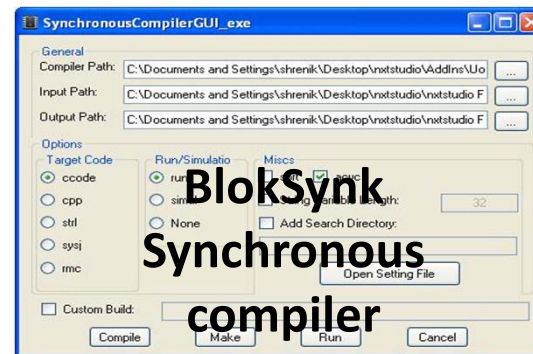 SynchronousCompilerGUI_exe
General
Compiler Path: C:\Documents and Settings\shrenik\Desktop\nxtstudio\AddIns\Uo ...
Input Path: C:\Documents and Settings\shrenik\Desktop\nxtstudio\nxtstudio F ...
Output Path: C:\Documents and Settings\shrenik\Desktop\nxtstudio\nxtstudio F ...
Options
Target Code Run/Simulatio Miscs
ccode run
cpp Length: 32
strl None Add Search Directory:
sysj
rmc Open Setting File
BlokSynk
Synchronous
compiler
Custom Build:
Compile Make Run Cancel